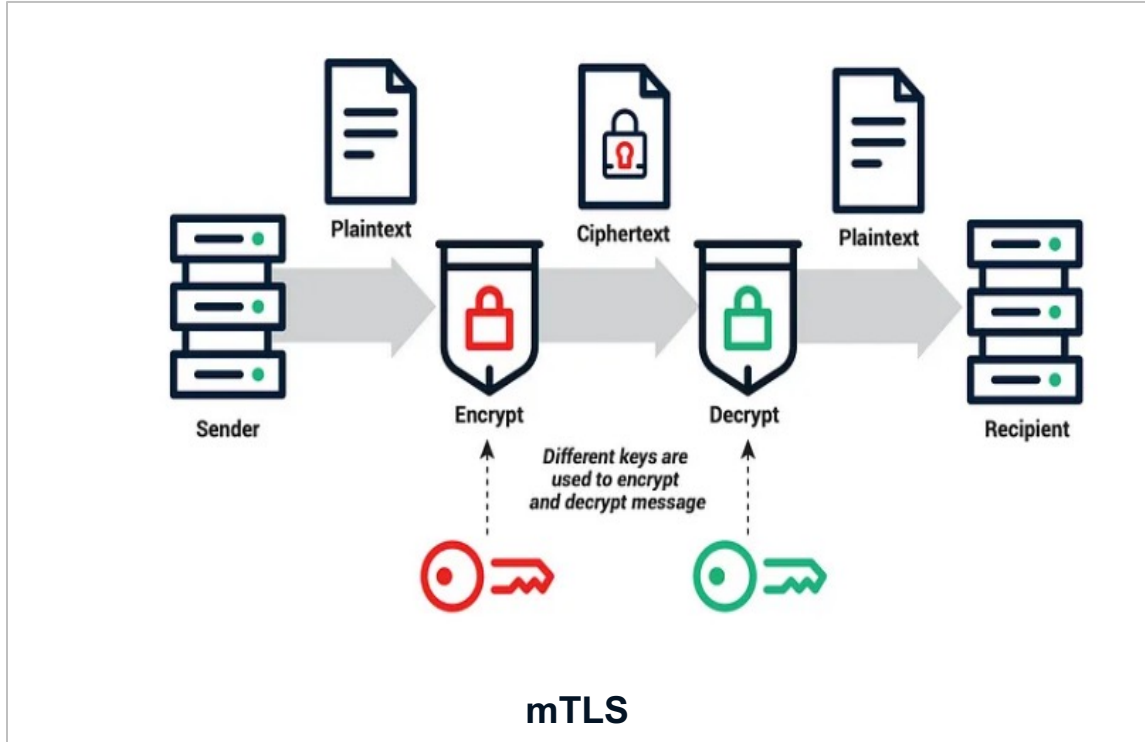 Plaintext
Ciphertext
Plaintext
Sender
Encrypt
Decrypt
Recipient
Different keys are
used to encrypt
and decrypt message
mTLS